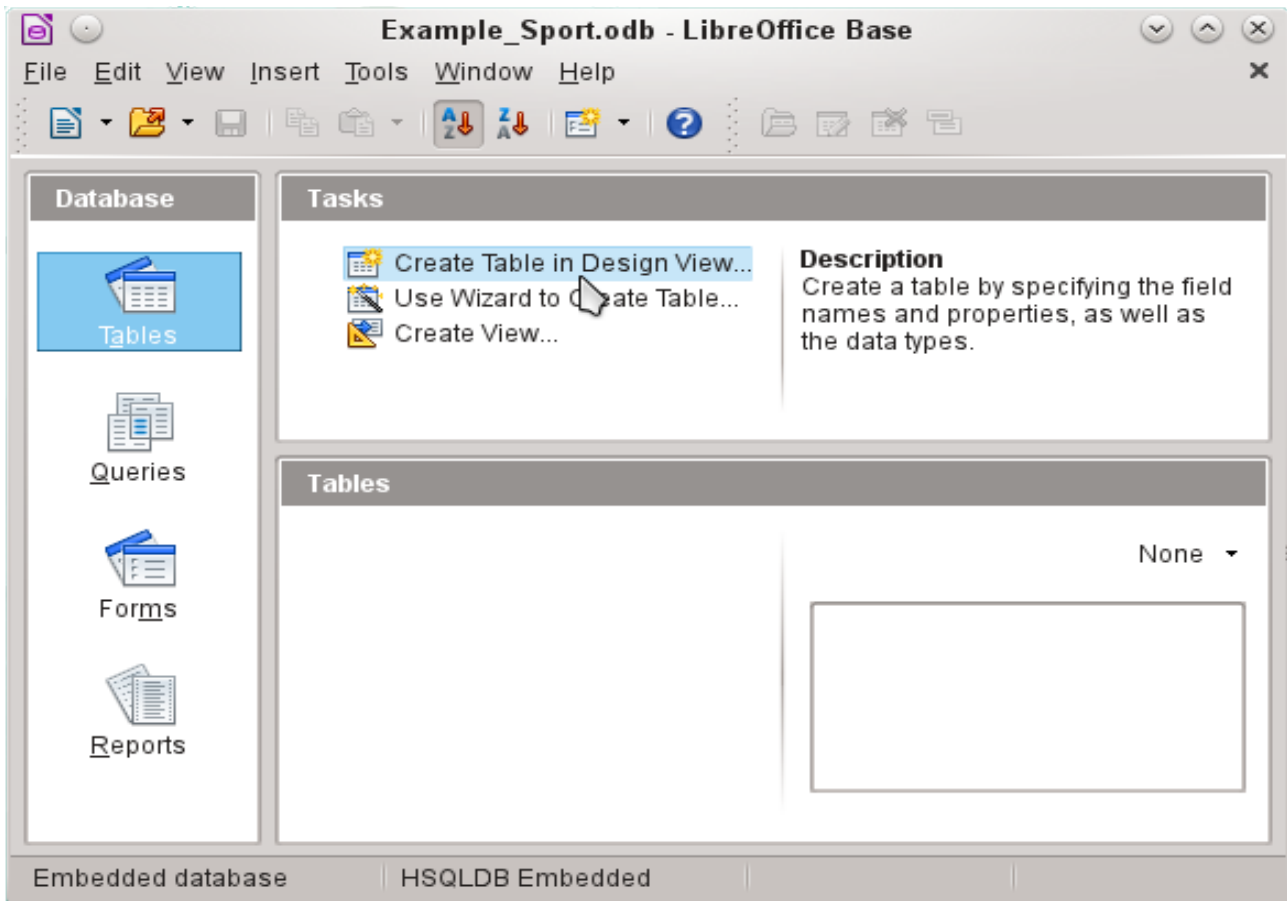 Example_Sport.odb - LibreOffice Base
File Edit View Insert Tools Window Help
Database
Tables
Queries
Forms
Reports
Tasks
Create Table in Design View...
Use Wizard to Create Table...
Create View...
Description
Create a table by specifying the field
names and properties, as well as
the data types.
Tables
None
Embedded database
HSQLDB Embedded